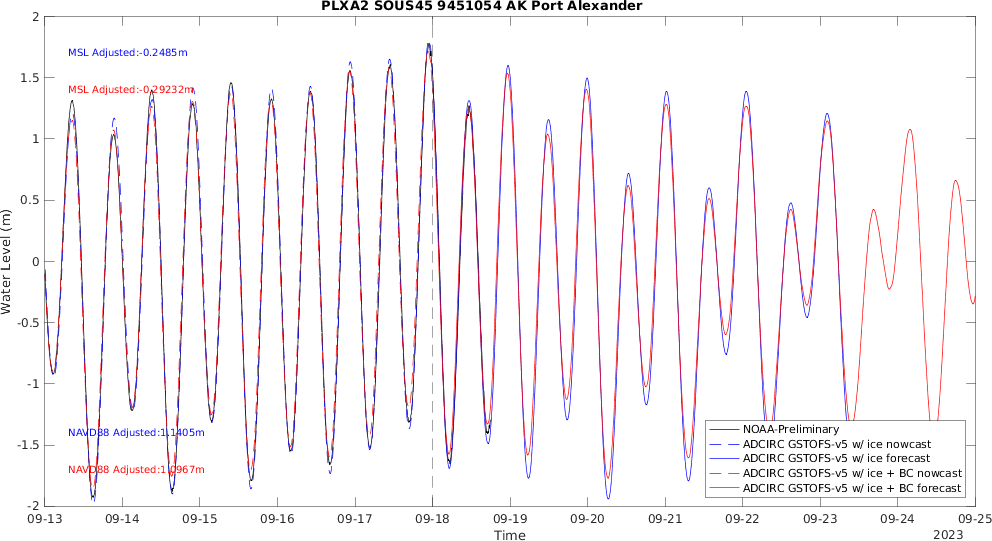 PLXA2 SOUS45 9451054 AK Port Alexander
2
1.5
1
0.5
0
-0.5
-1
-1.5
-2
Water Level (m)
MSL Adjusted:-0.2485m
MSL Adjusted:-0.29232m
NAVD88 Adjusted:1.1405m
NAVD88 Adjusted:1.0967m
NOAA-Preliminary
ADCIRC GSTOFS-v5 w/ ice nowcast
ADCIRC GSTOFS-v5 w/ ice forecast
ADCIRC GSTOFS-v5 w/ ice + BC nowcast
ADCIRC GSTOFS-v5 w/ ice + BC forecast
09-13 09-14 09-15 09-16 09-17 09-18 09-19 09-20 09-21 09-22 09-23 09-24 09-25
Time
2023